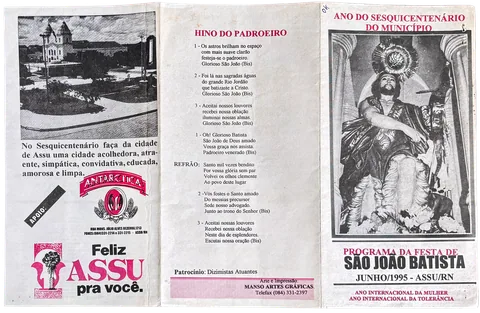 No Sesquicentenário faça da cidade
de Assu uma cidade acolhedora, atra-
ente, simpática, convidativa, educada,
amorosa e limpa.
APOIO:
ANTARCTICA
Feliz
ASSU
pra você.
HINO DO PADROEIRO
1 - Os astros brilham no espaço
com mais suave clarão
festeja-se o padroeiro
Glorioso São João (Bis)
2 - Foi lá nas sagradas águas
do grande Rio Jordão
que batizaste a Cristo
Glorioso São João (Bis)
3 - Aceitai nossos louvores
recebei nossa oblação
iluminai nossas almas
Glorioso São João (Bis)
1 - Oh! Glorioso Batista
São João de Deus amado
Vossa graça nos assista
Padroeiro venerado (Bis)
REFRÃO: Santo mil vezes bendito
Por vossa glória sem par
Volvei os olhos clemente
Ao povo deste lugar
2 - Vós fostes o Santo amado
Do messias precursor
Sede nosso advogado
Junto ao trono do Senhor (Bis)
3 - Aceitai nossos louvores
Recebei nossa oblação
Neste dia de esplendores
Escutai nossa oração (Bis)
Patrocínio: Dizimistas Atuantes
Arte e Impressão
MANSO ARTES GRÁFICAS
Telefax (084) 331-2397
ANO DO SESQUICENTENÁRIO
DO MUNICÍPIO
PROGRAMA DA FESTA DE
SÃO JOÃO BATISTA
JUNHO/1995 - ASSU/RN
ANO INTERNACIONAL DA MULHER
ANO INTERNACIONAL DA TOLERÂNCIA